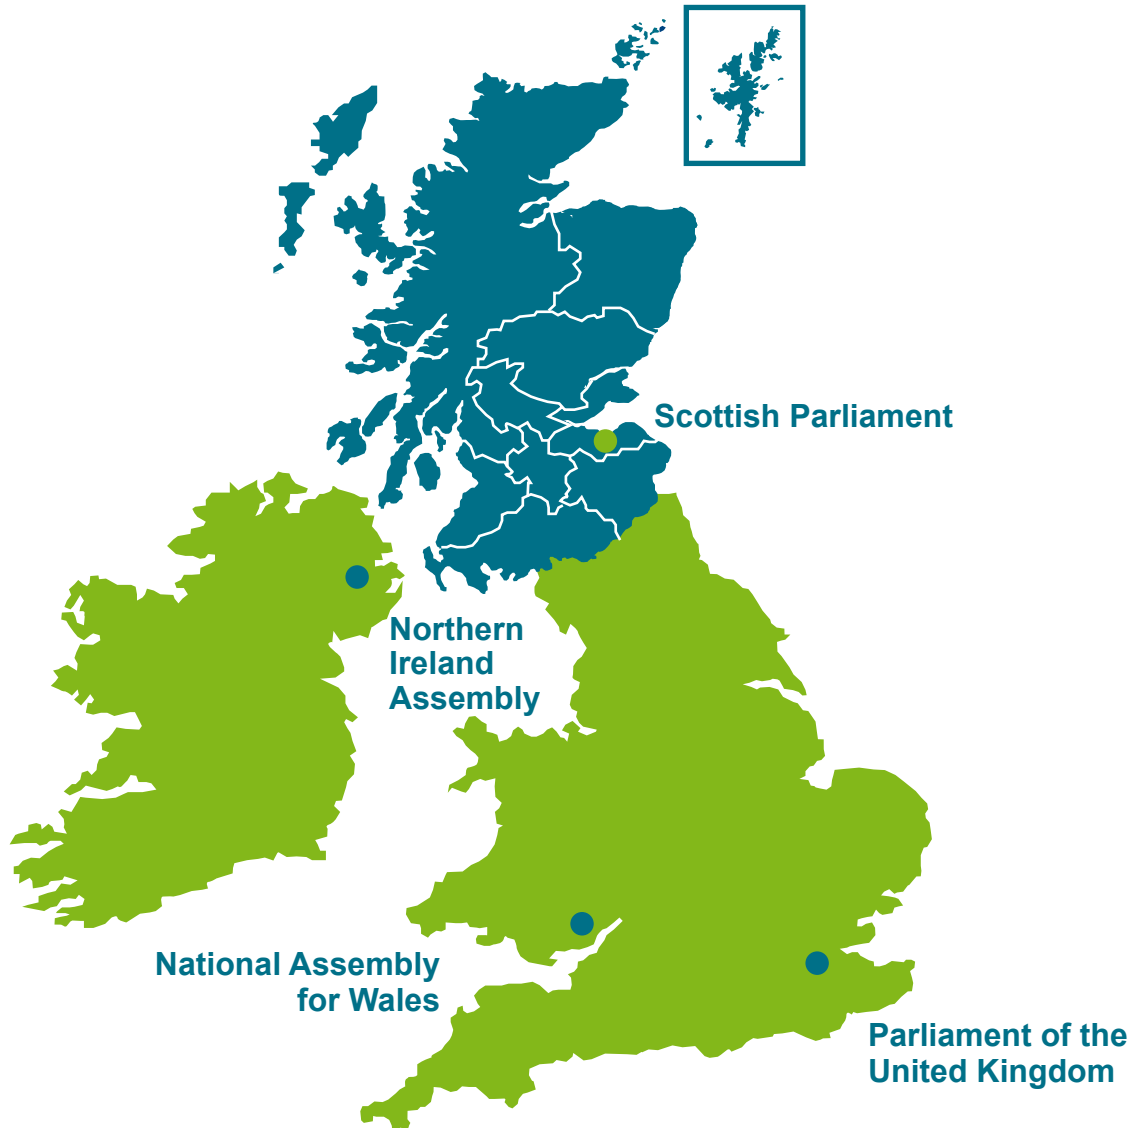 Scottish Parliament
Northern
Ireland
Assembly
National Assembly
for Wales
Parliament of the
United Kingdom